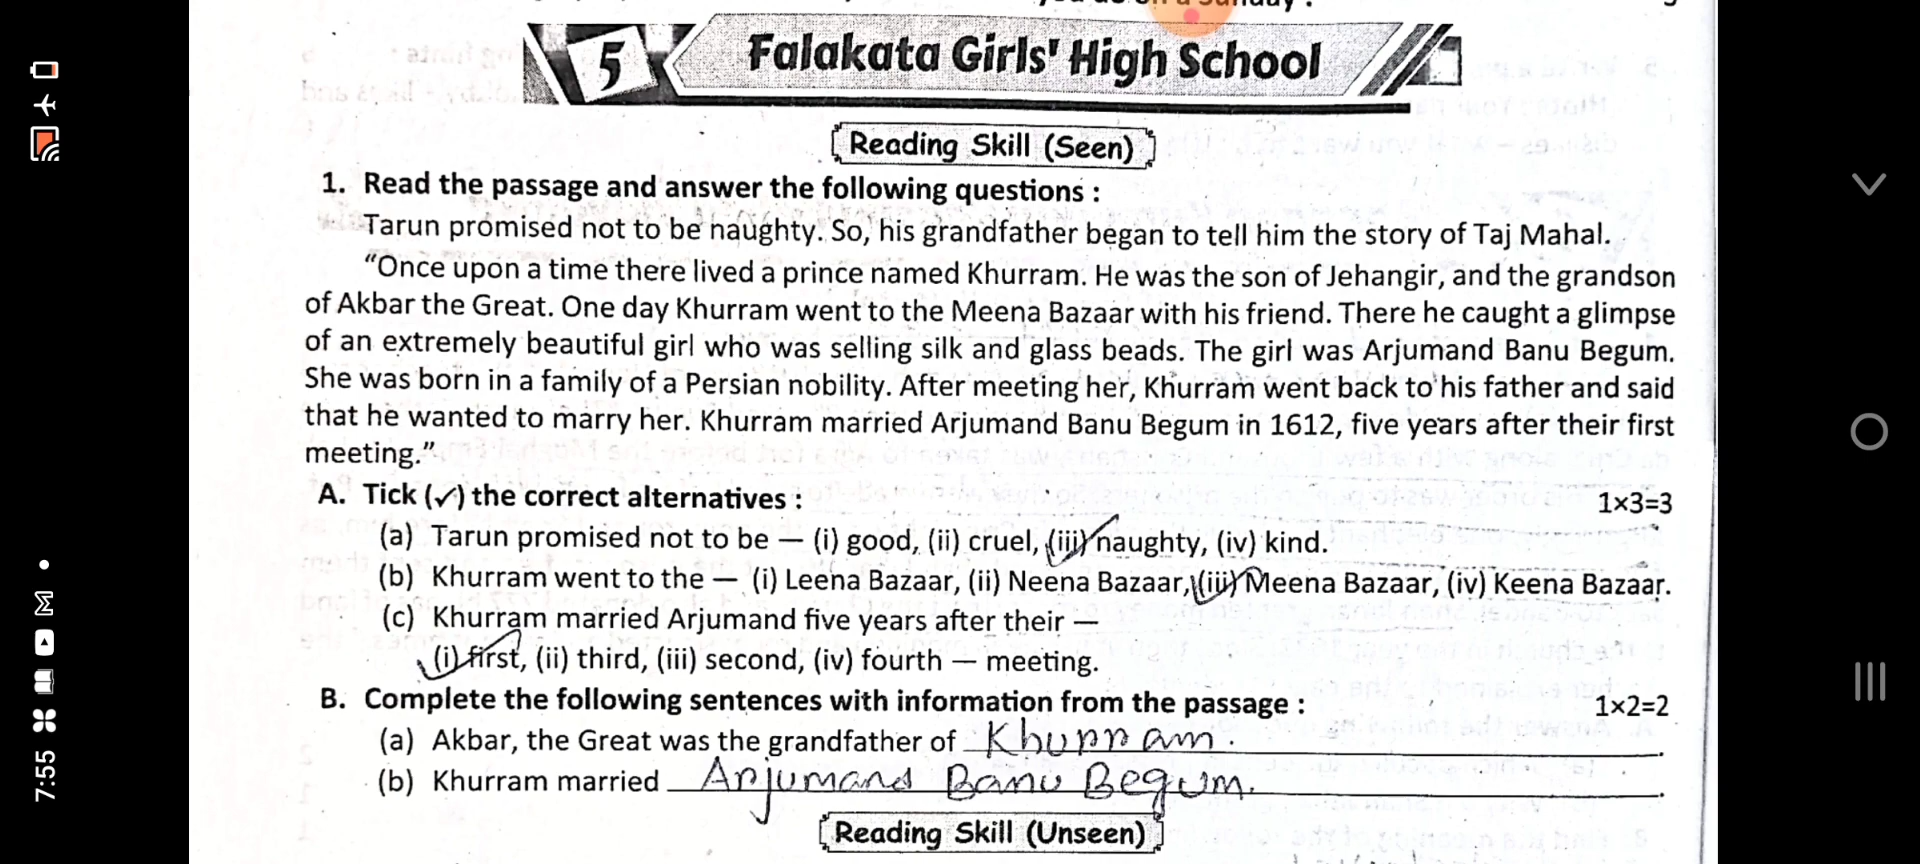 5 Falakata Girls' High School
Reading Skill (Seen)
1. Read the passage and answer the following questions :
Tarun promised not to be naughty. So, his grandfather began to tell him the story of Taj Mahal.
“Once upon a time there lived a prince named Khurram. He was the son of Jehangir, and the grandson
of Akbar the Great. One day Khurram went to the Meena Bazaar with his friend. There he caught a glimpse
of an extremely beautiful girl who was selling silk and glass beads. The girl was Arjumand Banu Begum.
She was born in a family of a Persian nobility. After meeting her, Khurram went back to his father and said
that he wanted to marry her. Khurram married Arjumand Banu Begum in 1612, five years after their first
meeting.”
A. Tick (✓) the correct alternatives : 1×3=3
(a) Tarun promised not to be — (i) good, (ii) cruel, (iii) naughty, (iv) kind.
(b) Khurram went to the — (i) Leena Bazaar, (ii) Neena Bazaar, (iii) Meena Bazaar, (iv) Keena Bazaar.
(c) Khurram married Arjumand five years after their —
(i) first, (ii) third, (iii) second, (iv) fourth — meeting.
B. Complete the following sentences with information from the passage : 1×2=2
(a) Akbar, the Great was the grandfather of Khurram.
(b) Khurram married Arjumand Banu Begum.
Reading Skill (Unseen)
7:55